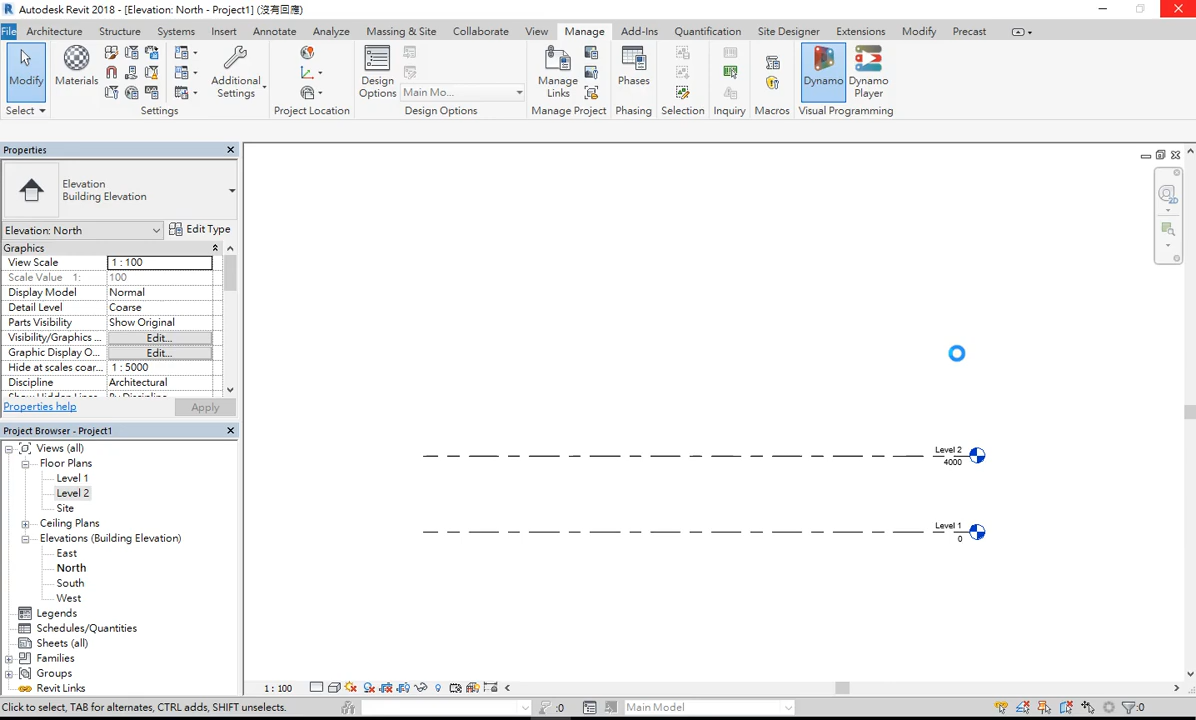 Autodesk Revit 2018 - [Elevation: North - Project1] (沒有回應)
File Architecture Structure Systems Insert Annotate Analyze Massing & Site Collaborate View Manage Add-Ins Quantification Site Designer Extensions Modify Precast
Modify
Materials
Additional
Settings
Design
Options
Main Mo...
Manage
Links
Phases
Dynamo
Dynamo
Player
Select
Settings
Project Location
Design Options
Manage Project
Phasing
Selection
Inquiry
Macros
Visual Programming
Properties
Elevation
Building Elevation
Elevation: North
Edit Type
Graphics
View Scale 1 : 100
Scale Value 1: 100
Display Model Normal
Detail Level Coarse
Parts Visibility Show Original
Visibility/Graphics ... Edit...
Graphic Display O... Edit...
Hide at scales coar... 1 : 5000
Discipline Architectural
Properties help
Apply
Project Browser - Project1
Views (all)
Floor Plans
Level 1
Level 2
Site
Ceiling Plans
Elevations (Building Elevation)
East
North
South
West
Legends
Schedules/Quantities
Sheets (all)
Families
Groups
Revit Links
2D
Level 2
4000
Level 1
0
1 : 100
Click to select, TAB for alternates, CTRL adds, SHIFT unselects.
:0
Main Model
:0